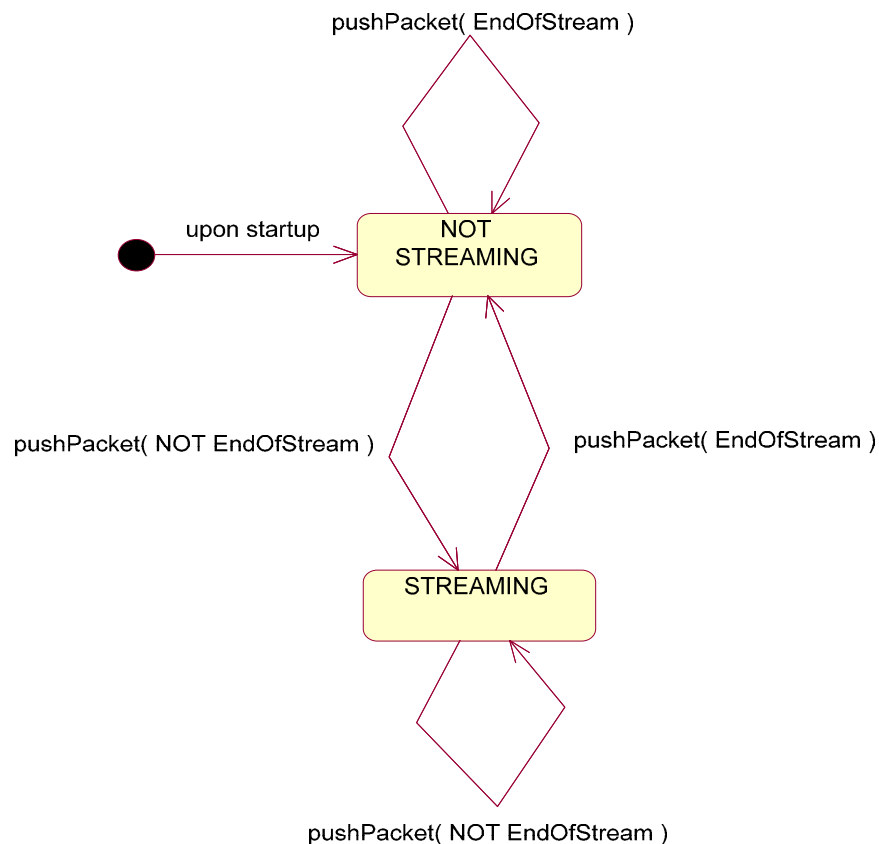 pushPacket( EndOfStream )
upon startup
NOT
STREAMING
pushPacket( NOT EndOfStream )
pushPacket( EndOfStream )
STREAMING
pushPacket( NOT EndOfStream )